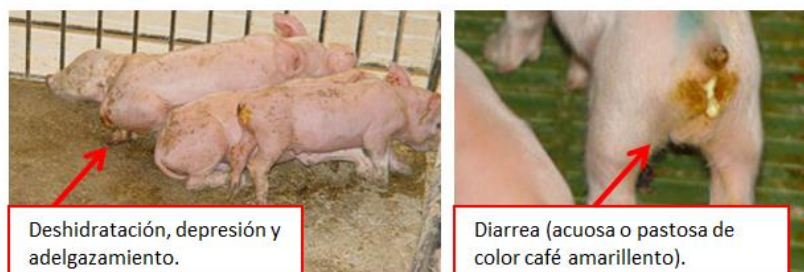 Deshidratación, depresión y
adelgazamiento.
Diarrea (acuosa o pastosa de
color café amarillento).